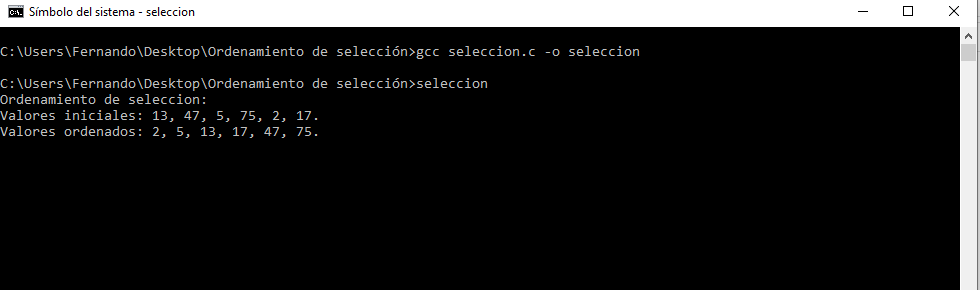 Símbolo del sistema - seleccion
C:\Users\Fernando\Desktop\Ordenamiento de selección>gcc seleccion.c -o seleccion
C:\Users\Fernando\Desktop\Ordenamiento de selección>seleccion
Ordenamiento de seleccion:
Valores iniciales: 13, 47, 5, 75, 2, 17.
Valores ordenados: 2, 5, 13, 17, 47, 75.